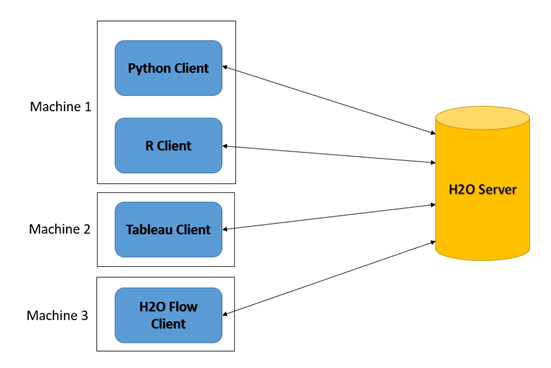 Machine 1
Python Client
R Client
Machine 2
Tableau Client
Machine 3
H2O Flow
Client
H2O Server